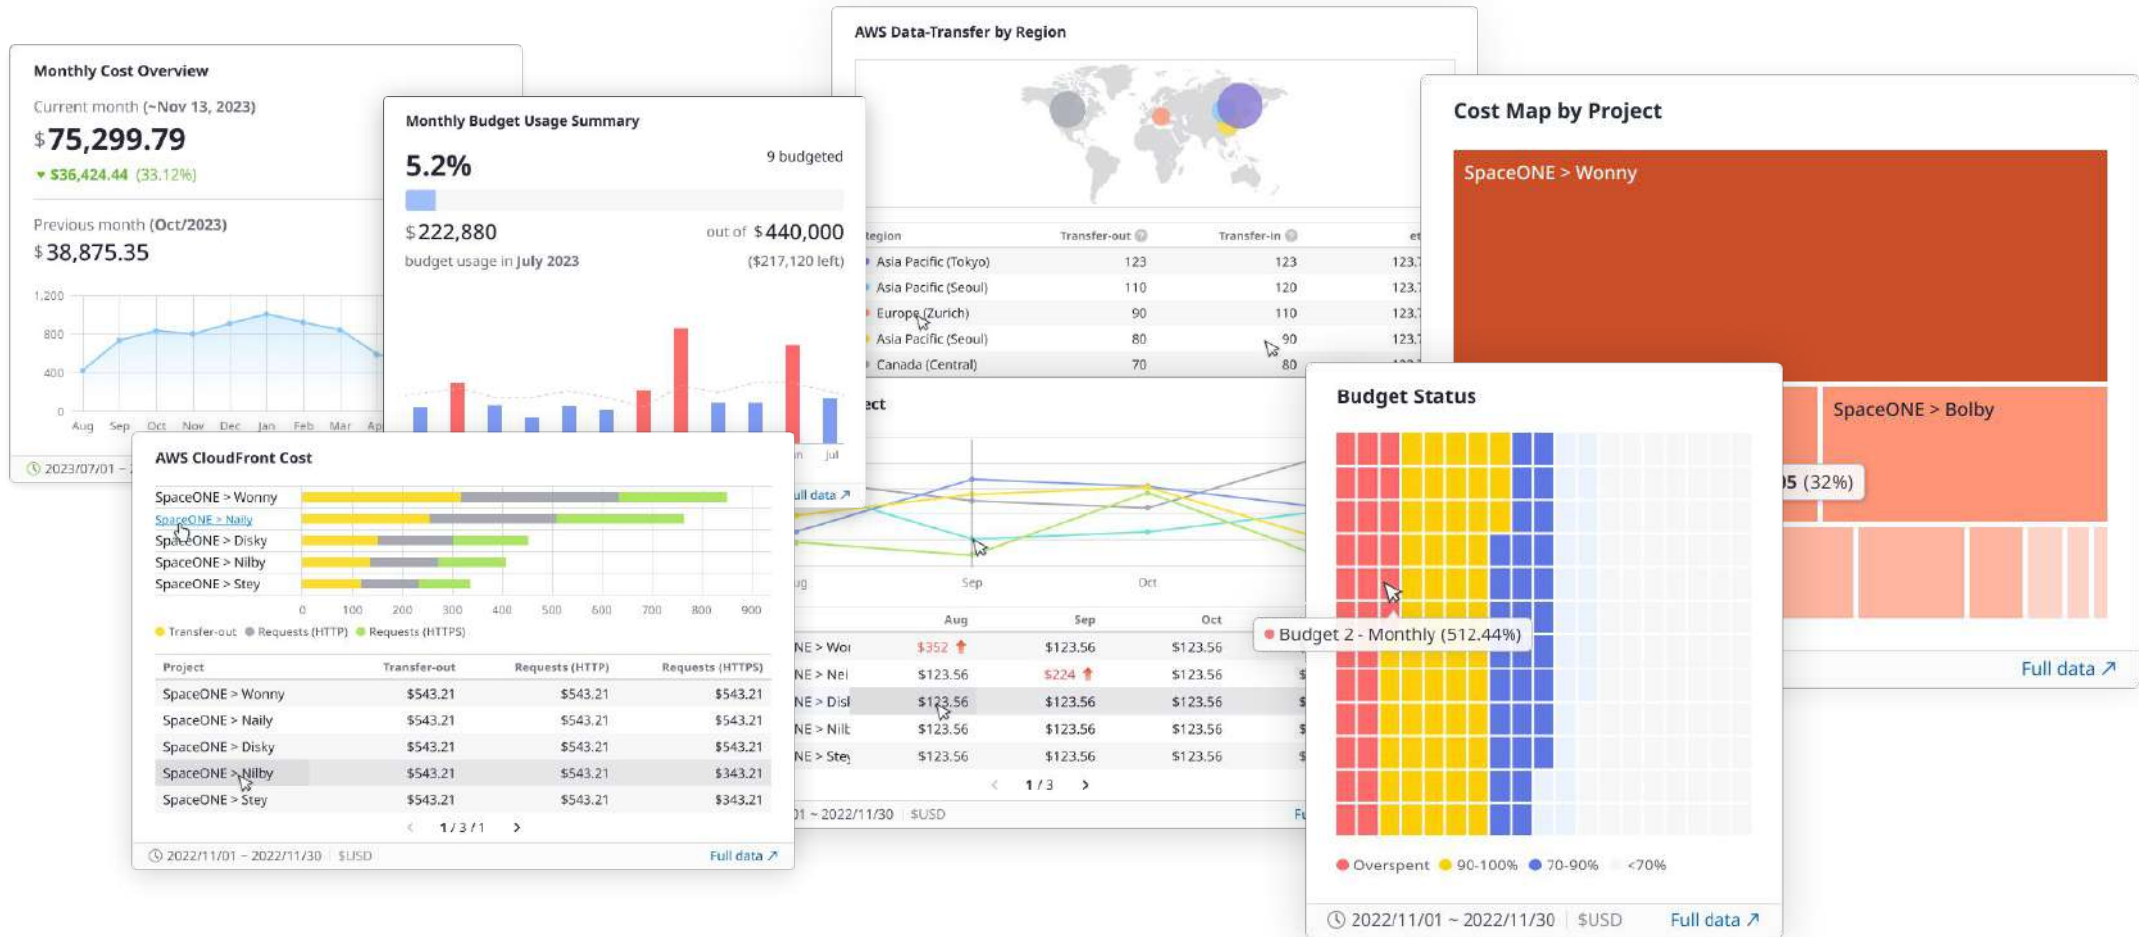 Monthly Cost Overview
Current month (~Nov 13, 2023)
$75,299.79
▼ $36,424.44 (33.12%)
Previous month (Oct/2023)
$38,875.35
1,200
800
400
0
Aug Sep Oct Nov Dec Jan Feb Mar
2023/07/01 ~
Monthly Budget Usage Summary
5.2%
9 budgeted
$222,880
out of $440,000
budget usage in July 2023
($217,120 left)
Jul
data ↗
AWS Data-Transfer by Region
Region Transfer-out Transfer-in
Asia Pacific (Tokyo) 123 123 123.
Asia Pacific (Seoul) 110 120 123.
Europe (Zurich) 90 110 123.
Asia Pacific (Seoul) 80 90 123.
Canada (Central) 70 80
Cost Map by Project
SpaceONE > Wonny
SpaceONE > Bolby
(32%)
Full data ↗
AWS CloudFront Cost
SpaceONE > Wonny
SpaceONE > Naily
SpaceONE > Disky
SpaceONE > Nilby
SpaceONE > Stey
0 100 200 300 400 500 600 700 800 900
Transfer-out Requests (HTTP) Requests (HTTPS)
Project Transfer-out Requests (HTTP) Requests (HTTPS)
SpaceONE > Wonny $543.21 $543.21 $543.21
SpaceONE > Naily $543.21 $543.21 $543.21
SpaceONE > Disky $543.21 $543.21 $543.21
SpaceONE > Nilby $543.21 $543.21 $343.21
SpaceONE > Stey $543.21 $543.21 $343.21
< 1 / 3 / 1 >
2022/11/01 ~ 2022/11/30 $USD
Full data ↗
Sep Oct
Aug Sep Oct
$352 $123.56 $123.56
$123.56 $224 $123.56
$123.56 $123.56 $123.56
$123.56 $123.56 $123.56
$123.56 $123.56 $123.56
< 1 / 3 >
~ 2022/11/30 $USD
Budget Status
Budget 2 - Monthly (512.44%)
Overspent 90-100% 70-90% <70%
2022/11/01 ~ 2022/11/30 $USD
Full data ↗